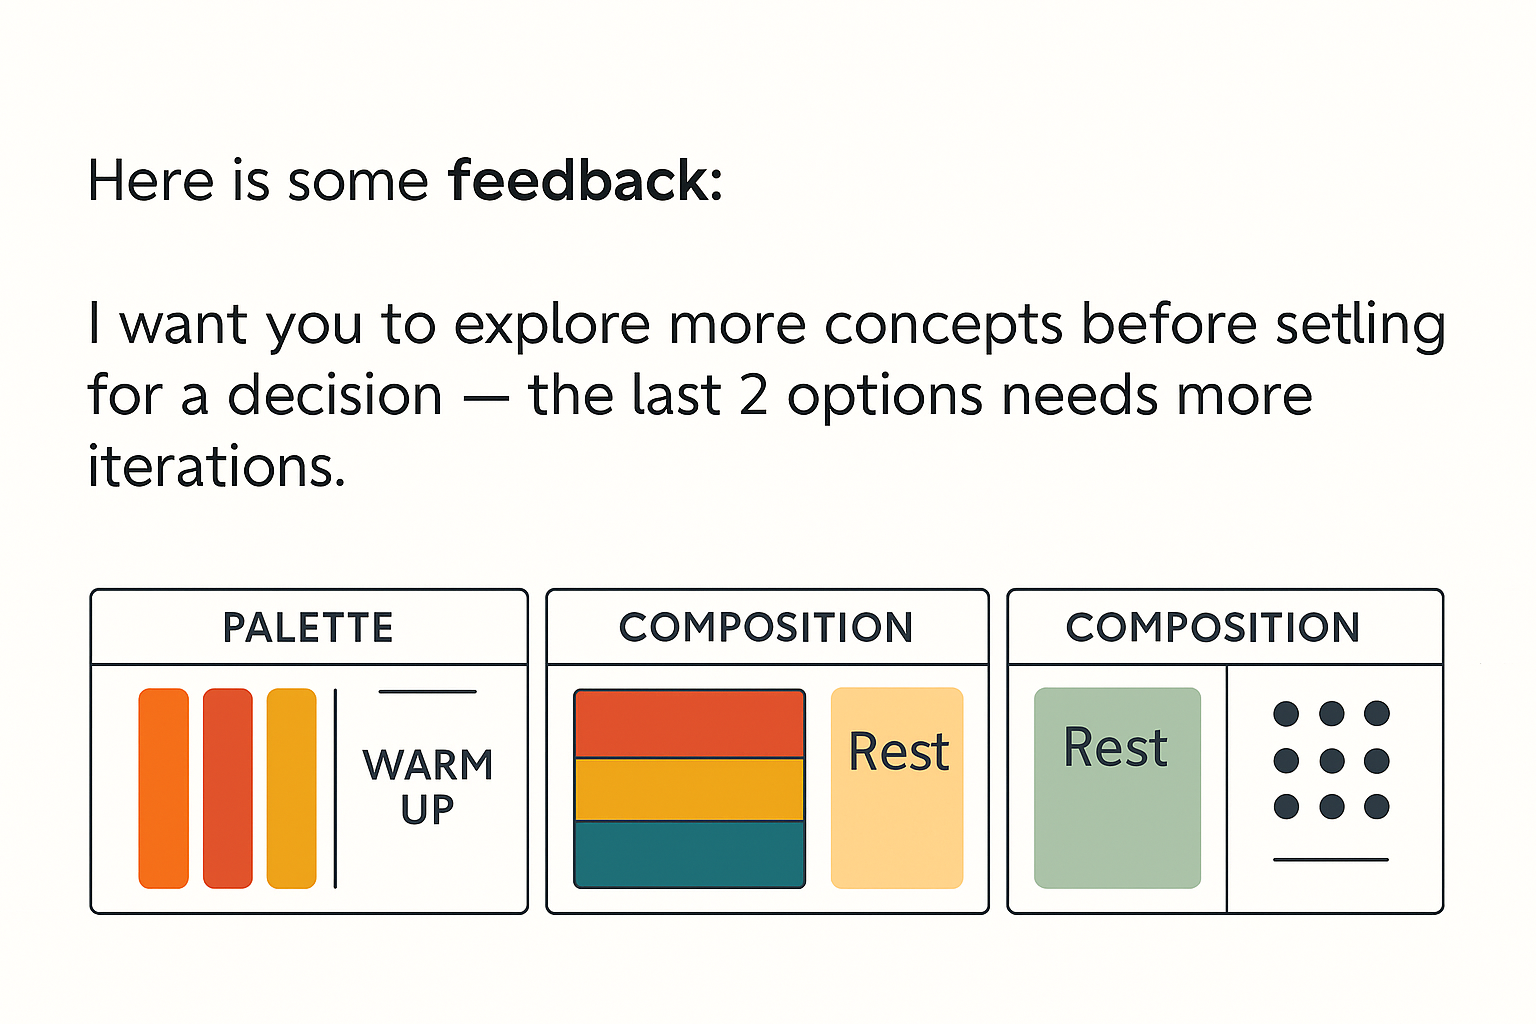 Here is some feedback:
I want you to explore more concepts before setling
for a decision — the last 2 options needs more
iterations.
PALETTE
WARM
UP
COMPOSITION
Rest
COMPOSITION
Rest